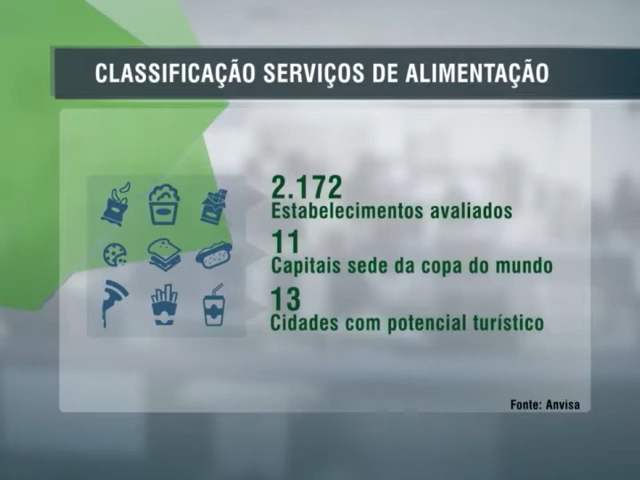 CLASSIFICAÇÃO SERVIÇOS DE ALIMENTAÇÃO
2.172
Estabelecimentos avaliados
11
Capitais sede da copa do mundo
13
Cidades com potencial turístico
Fonte: Anvisa